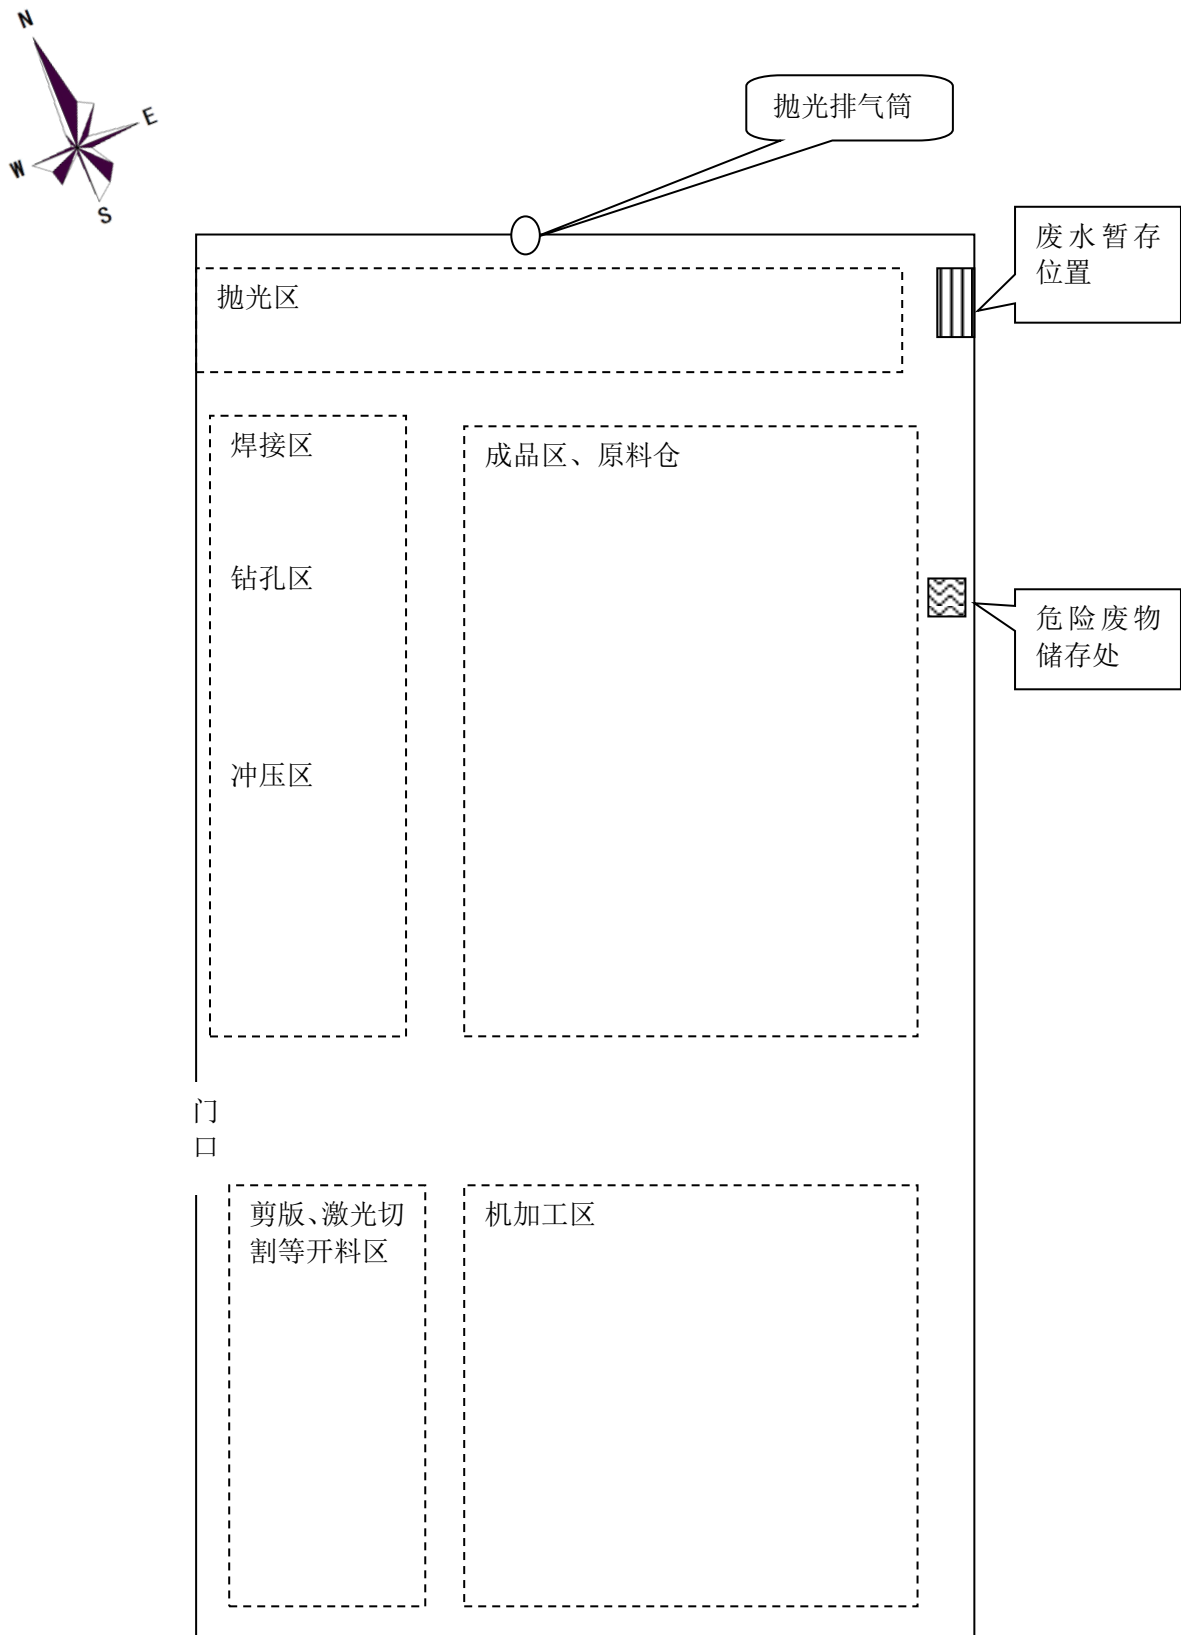 N
E
W
S
抛光排气筒
废水暂存
位置
抛光区
焊接区
成品区、原料仓
钻孔区
危险废物
储存处
冲压区
门
口
剪版、激光切
割等开料区
机加工区